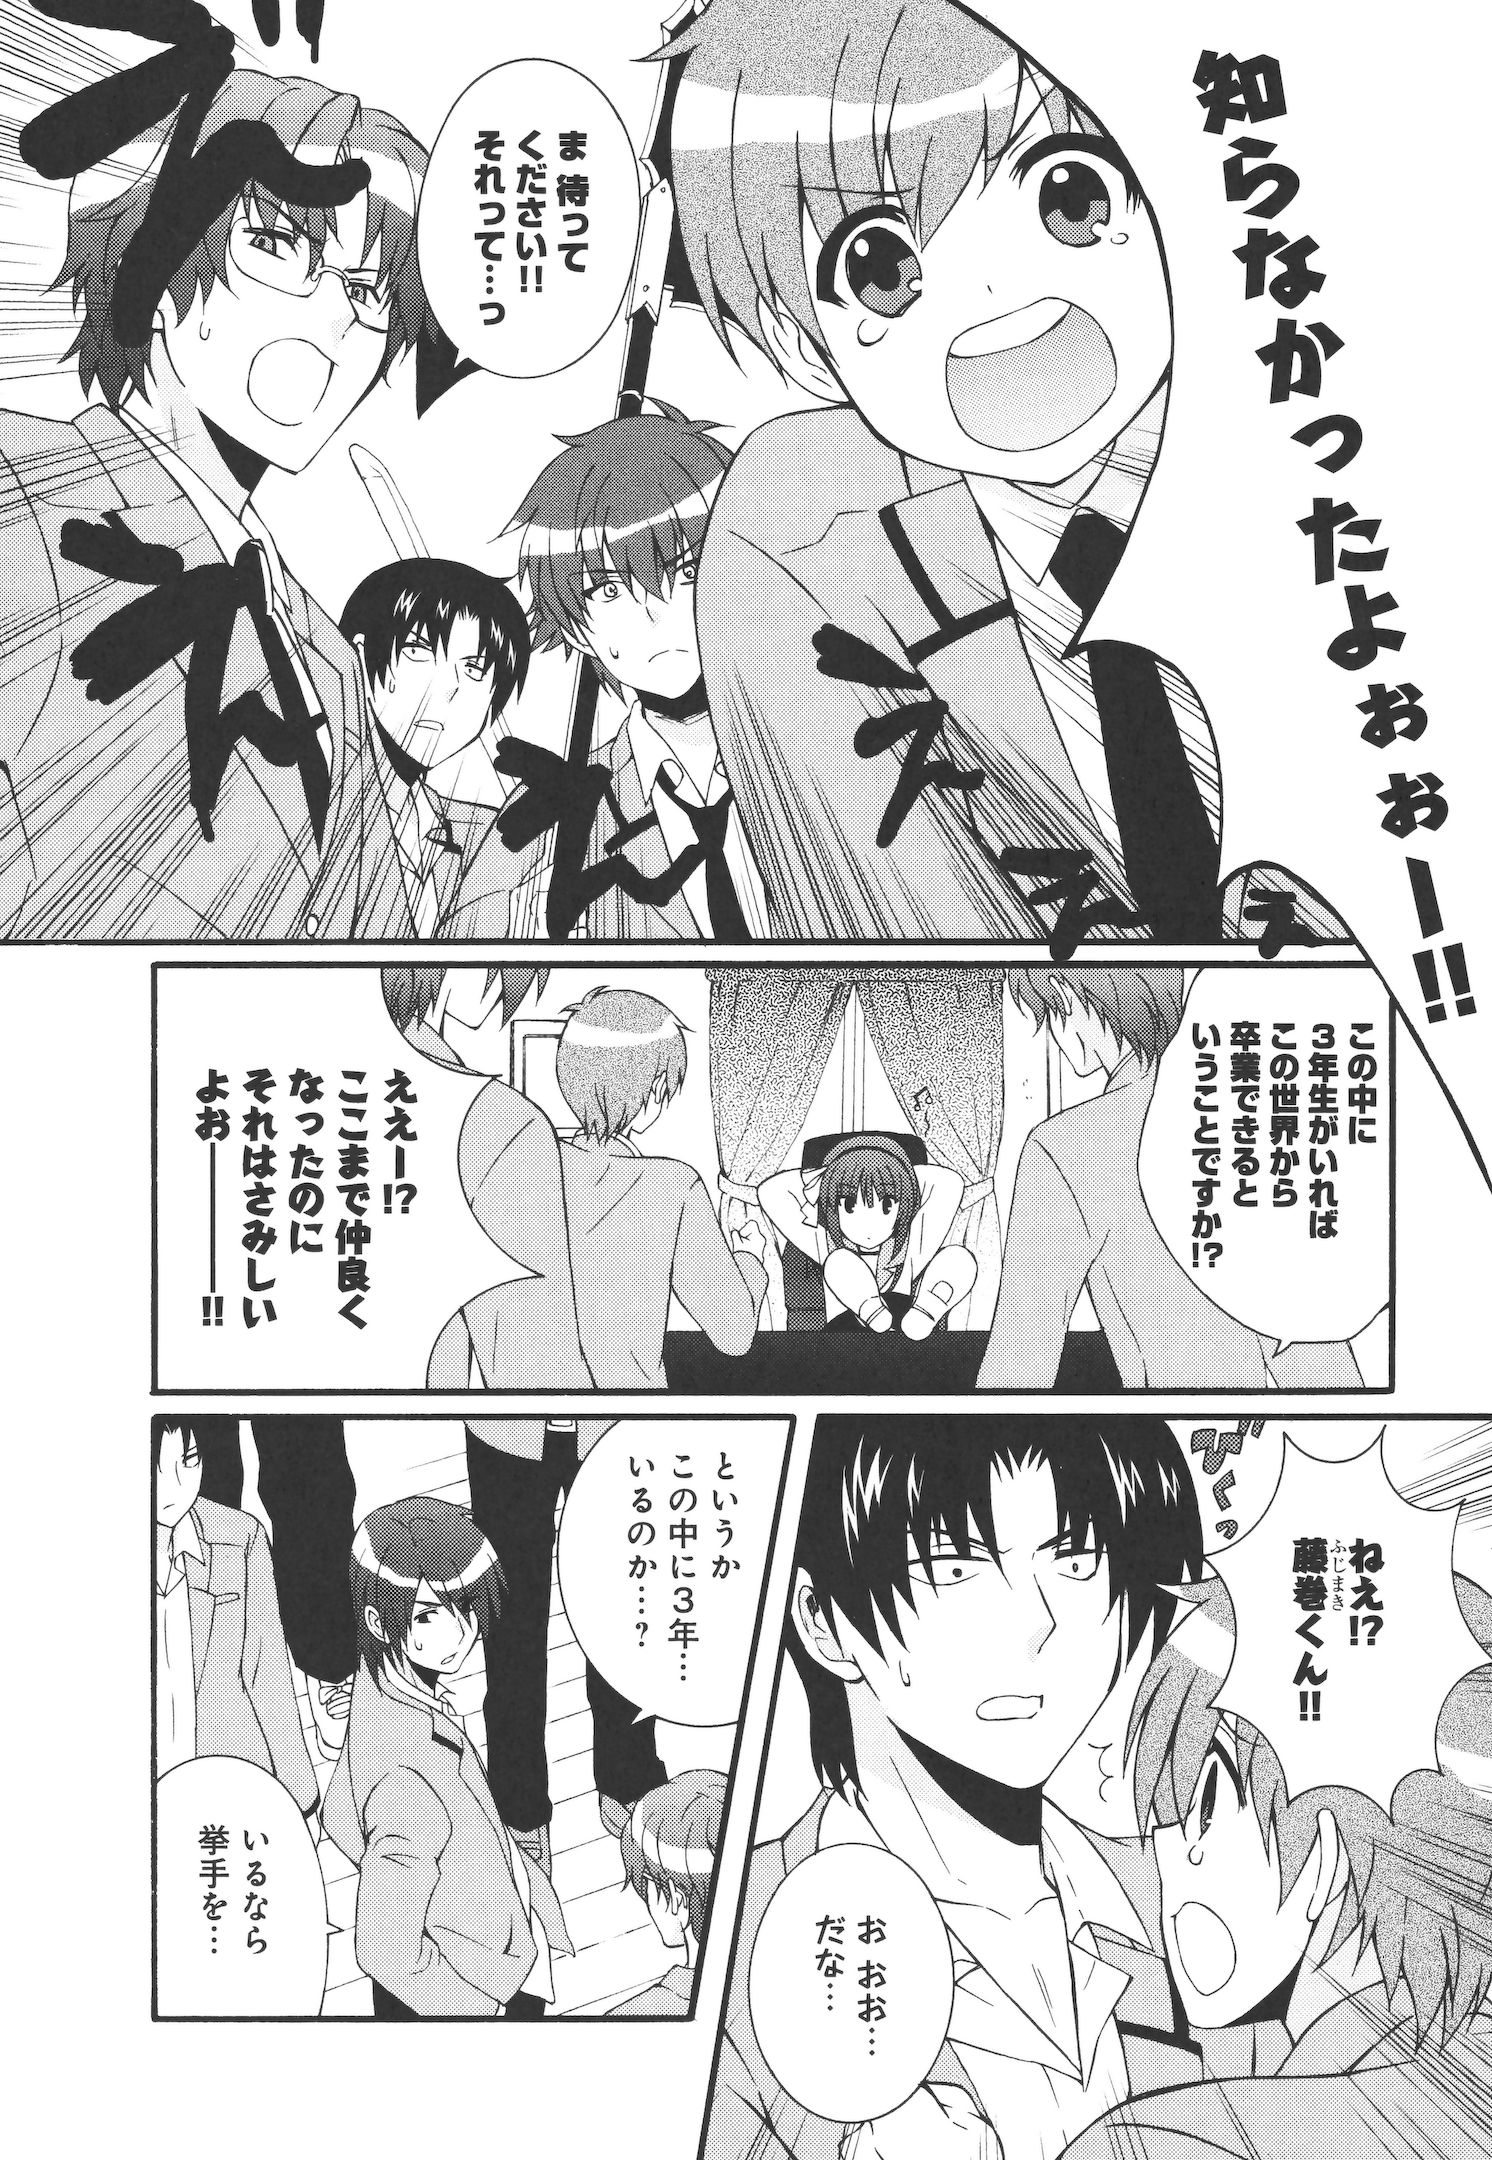 知らなかったよぉぉー!!
ま 待って
ください!!
それって…っ
この中に
3年生がいれば
この世界から
卒業できると
いうことですか!?
ええー!?
ここまで仲良く
なったのに
それはさみしい
よおーーー!!
ねえ!?
藤巻くん!!
ふじまき
びくっ
お おお…
だな…
というか
この中に3年…
いるのか…?
いるなら
挙手を…